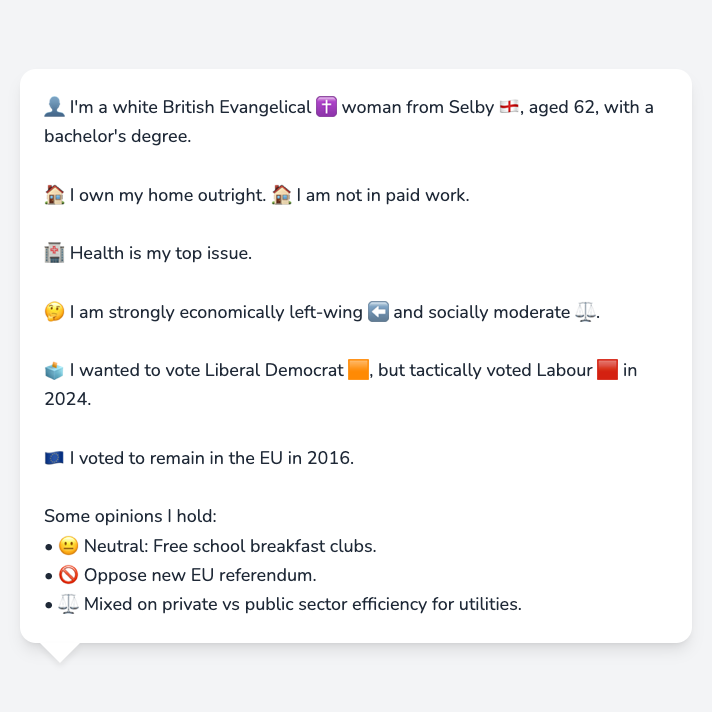 👤 I'm a white British Evangelical ✝️ woman from Selby 🏴󠁧󠁢󠁥󠁮󠁧󠁿, aged 62, with a
bachelor's degree.
🏠 I own my home outright. 🏠 I am not in paid work.
🏥 Health is my top issue.
🤔 I am strongly economically left-wing ⬅️ and socially moderate ⚖️.
🗳️ I wanted to vote Liberal Democrat 🟧, but tactically voted Labour 🟥 in
2024.
🇪🇺 I voted to remain in the EU in 2016.
Some opinions I hold:
• 😐 Neutral: Free school breakfast clubs.
• 🚫 Oppose new EU referendum.
• ⚖️ Mixed on private vs public sector efficiency for utilities.